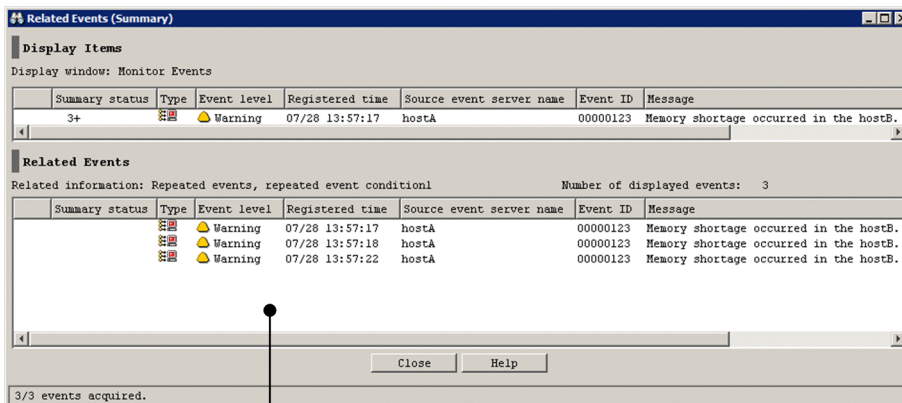 Related Events (Summary)
Display Items
Display window: Monitor Events
Summary status Type Event level Registered time Source event server name Event ID Message
3+ Warning 07/28 13:57:17 hostA 00000123 Memory shortage occurred in the hostB.
Related Events
Related information: Repeated events, repeated event condition1 Number of displayed events: 3
Summary status Type Event level Registered time Source event server name Event ID Message
Warning 07/28 13:57:17 hostA 00000123 Memory shortage occurred in the hostB.
Warning 07/28 13:57:18 hostA 00000123 Memory shortage occurred in the hostB.
Warning 07/28 13:57:22 hostA 00000123 Memory shortage occurred in the hostB.
Close Help
3/3 events acquired.